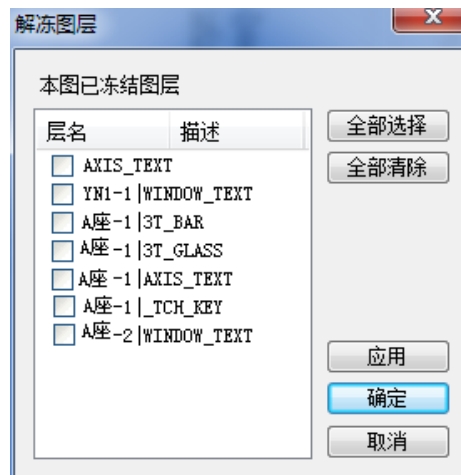 解冻图层
本图已冻结图层
层名 描述
全部选择
全部清除
AXIS_TEXT
YN1-1|WINDOW_TEXT
A座-1|3T_BAR
A座-1|3T_GLASS
A座-1|AXIS_TEXT
A座-1|_TCH_KEY
A座-2|WINDOW_TEXT
应用
确定
取消